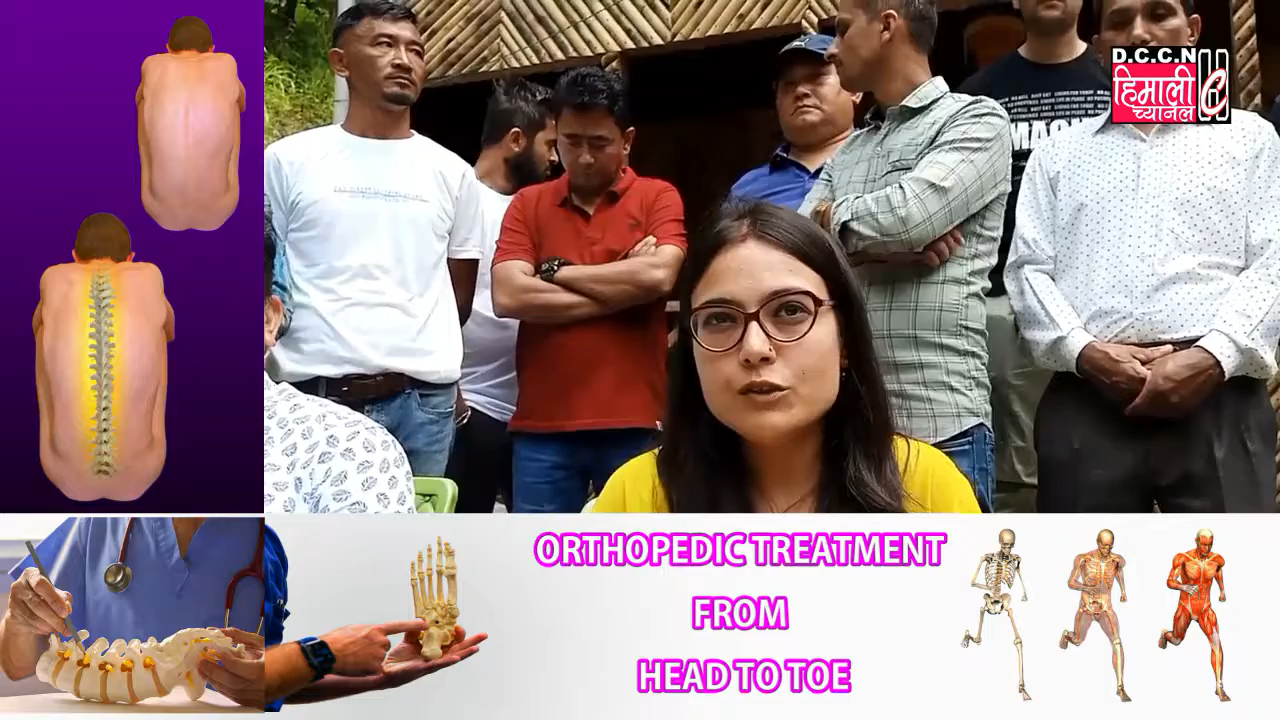 D.C.C.N
हिमाली
च्यानल
ORTHOPEDIC TREATMENT
FROM
HEAD TO TOE